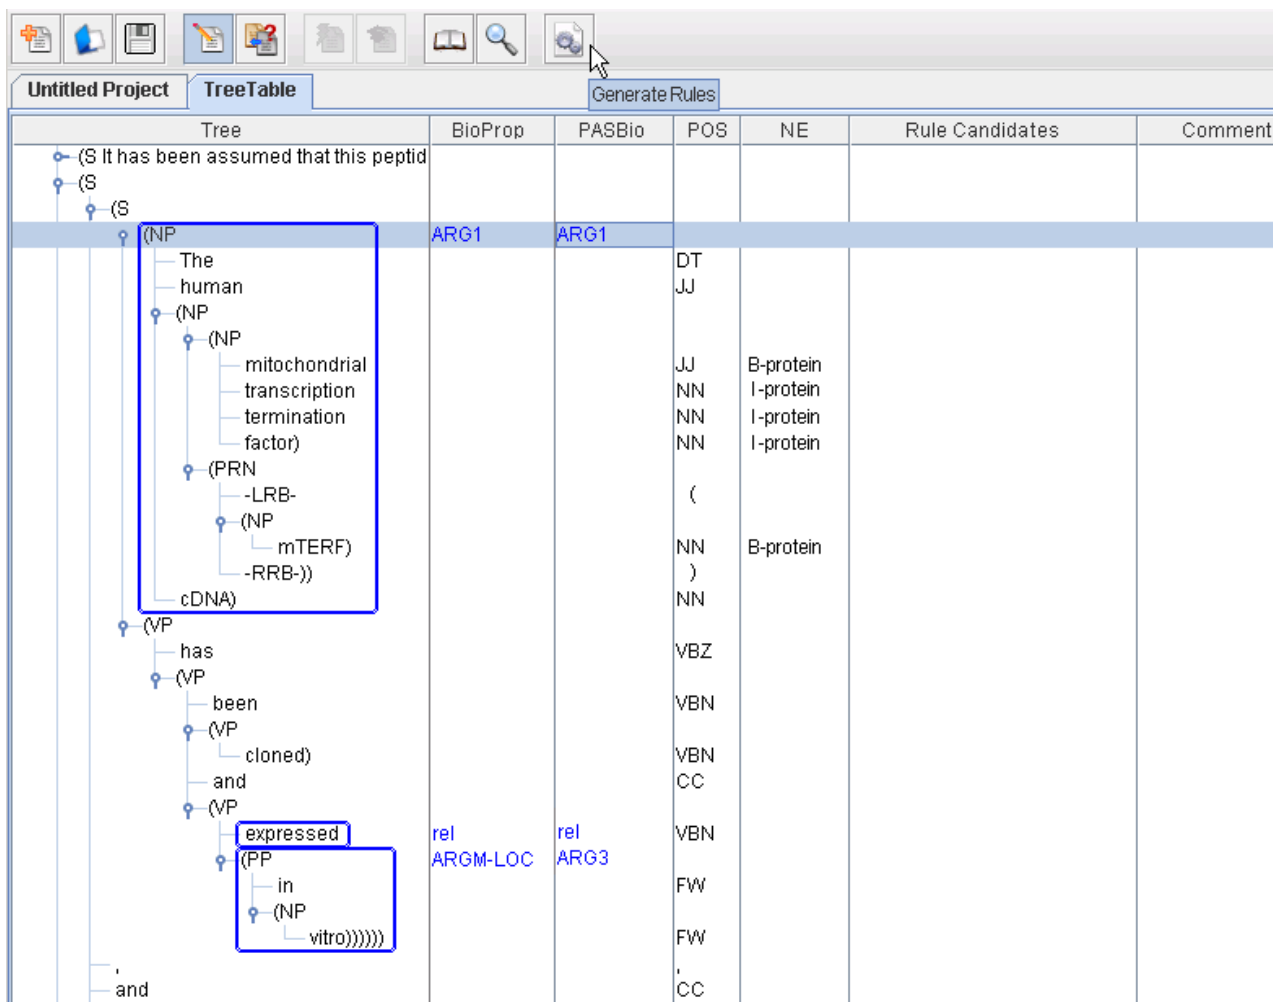 Untitled Project TreeTable Generate Rules
Tree BioProp PASBio POS NE Rule Candidates Comment
(S It has been assumed that this peptid
(S
(S
(NP ARG1 ARG1
The DT
human JJ
(NP
(NP
mitochondrial JJ B-protein
transcription NN I-protein
termination NN I-protein
factor) NN I-protein
(PRN
-LRB- (
(NP
mTERF) NN B-protein
-RRB-)) )
cDNA) NN
(VP
has VBZ
(VP
been VBN
(VP
cloned) VBN
and CC
(VP
expressed rel rel VBN
(PP ARGM-LOC ARG3
in FW
(NP
vitro)))))) FW
, ,
and CC